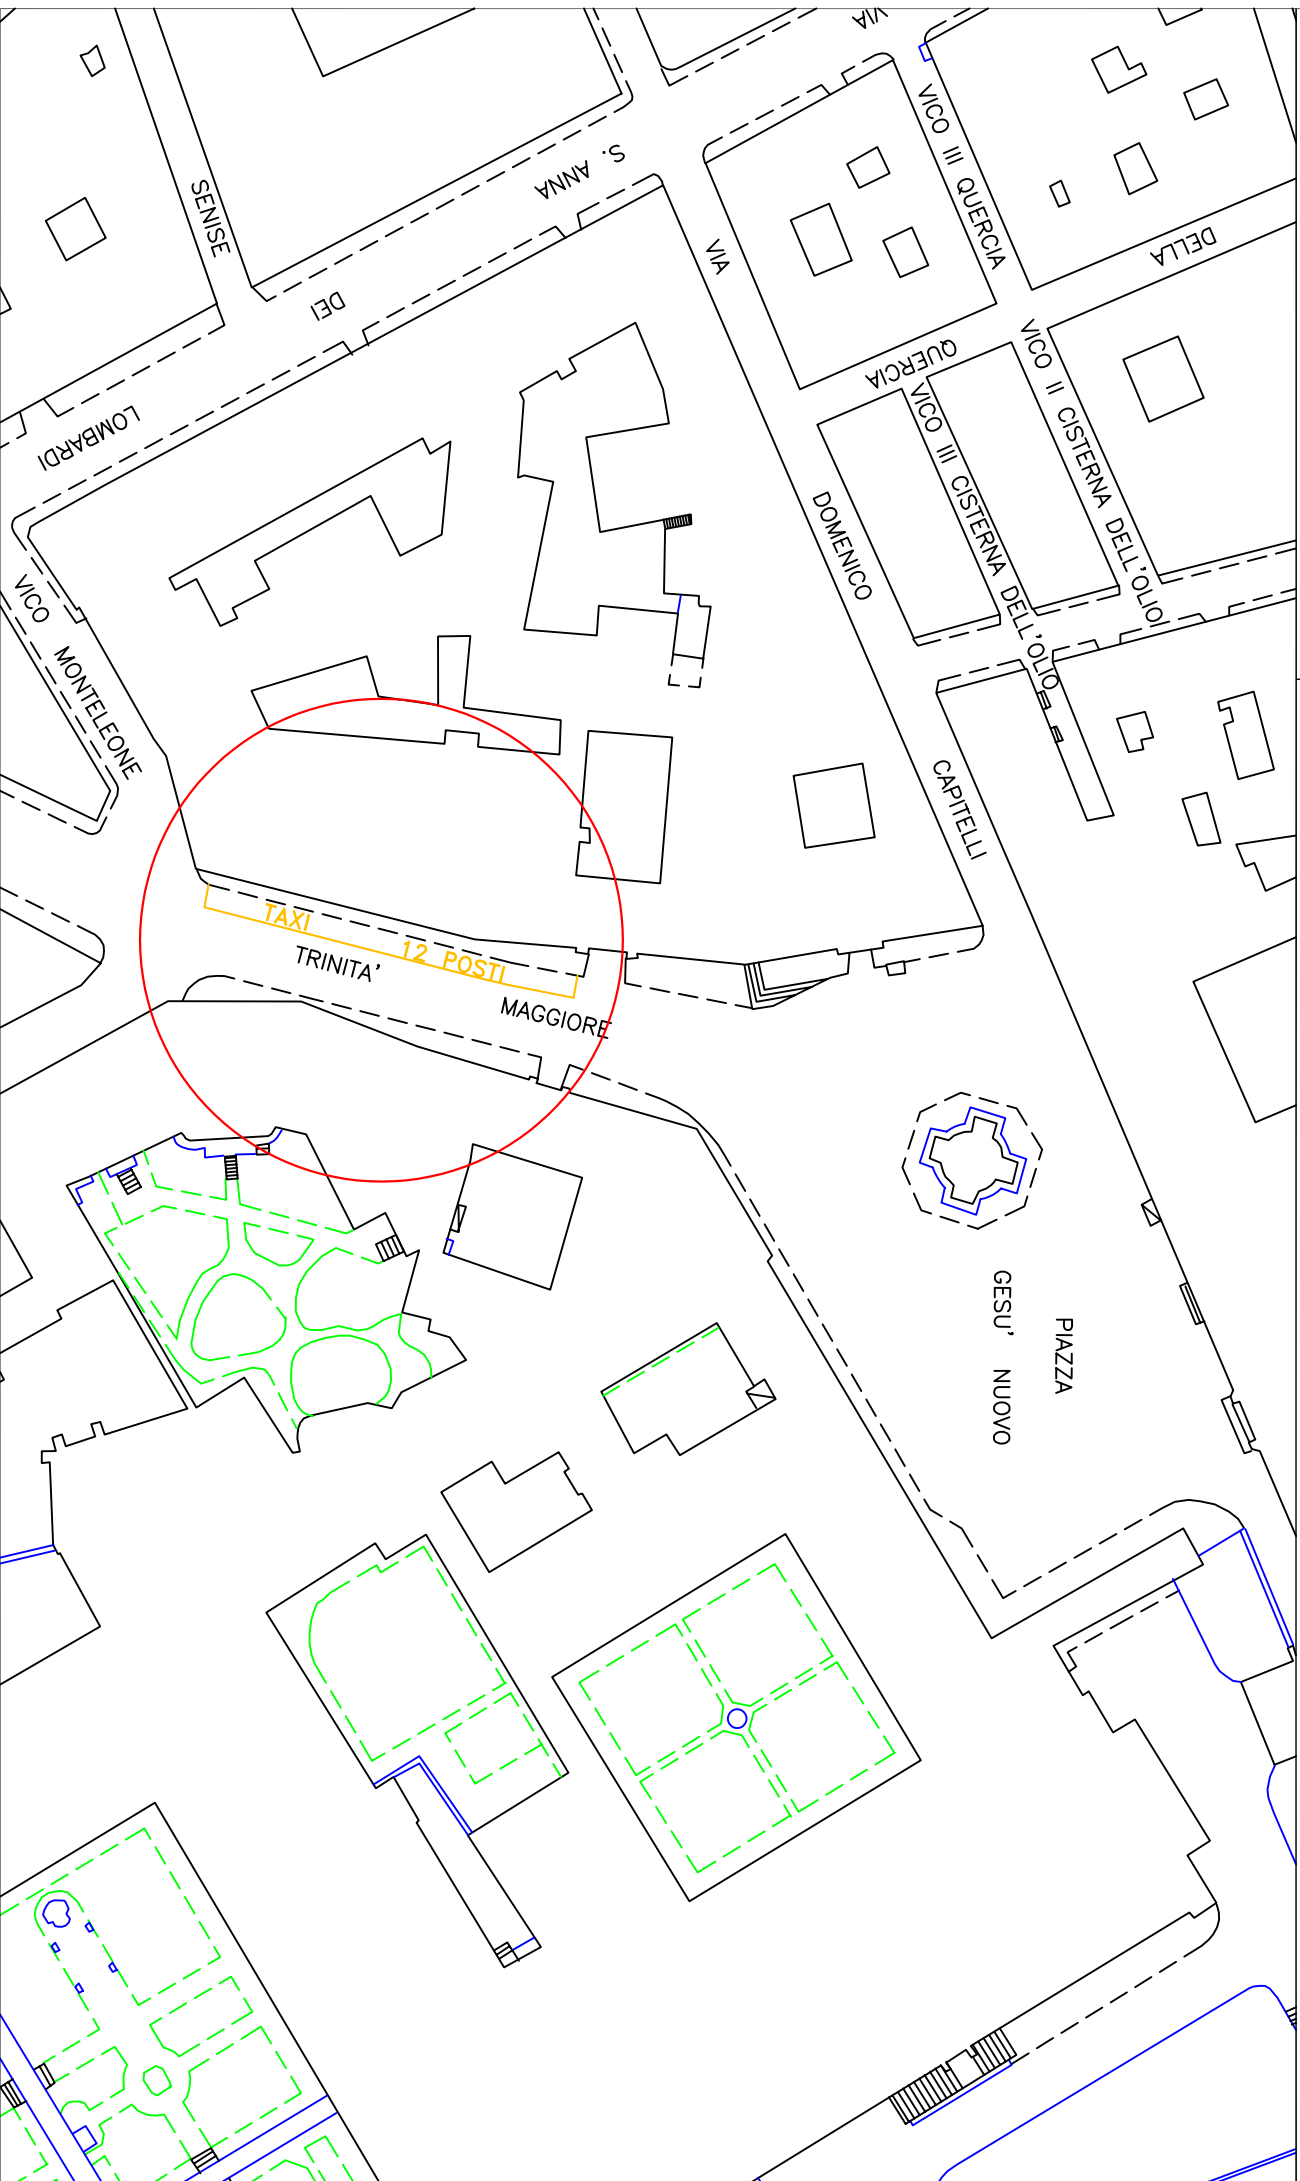 VIA
VICO III QUERCIA
S. ANNA
SENISE
VIA
DELLA
DEI
QUERCIA
VICO II CISTERNA DELL'OLIO
VICO III CISTERNA DELL'OLIO
LOMBARDI
DOMENICO
VICO MONTELEONE
CAPITELLI
TAXI 12 POSTI
TRINITA'
MAGGIORE
PIAZZA
GESU' NUOVO